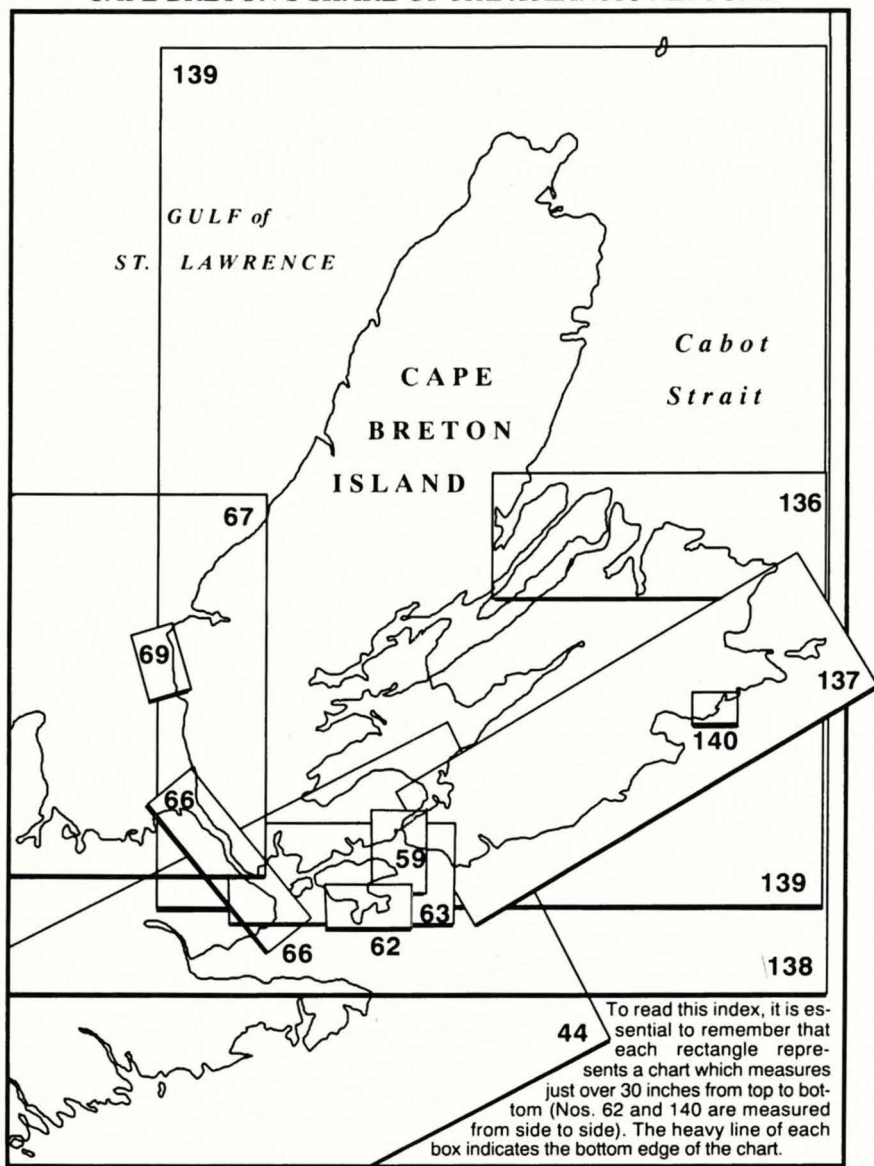 139
GULF of
ST. LAWRENCE
Cabot
Strait
CAPE
BRETON
ISLAND
67
136
69
137
140
66
59
139
63
66
62
138
44
To read this index, it is es-
sential to remember that
each rectangle repre-
sents a chart which measures
just over 30 inches from top to bot-
tom (Nos. 62 and 140 are measured
from side to side). The heavy line of each
box indicates the bottom edge of the chart.